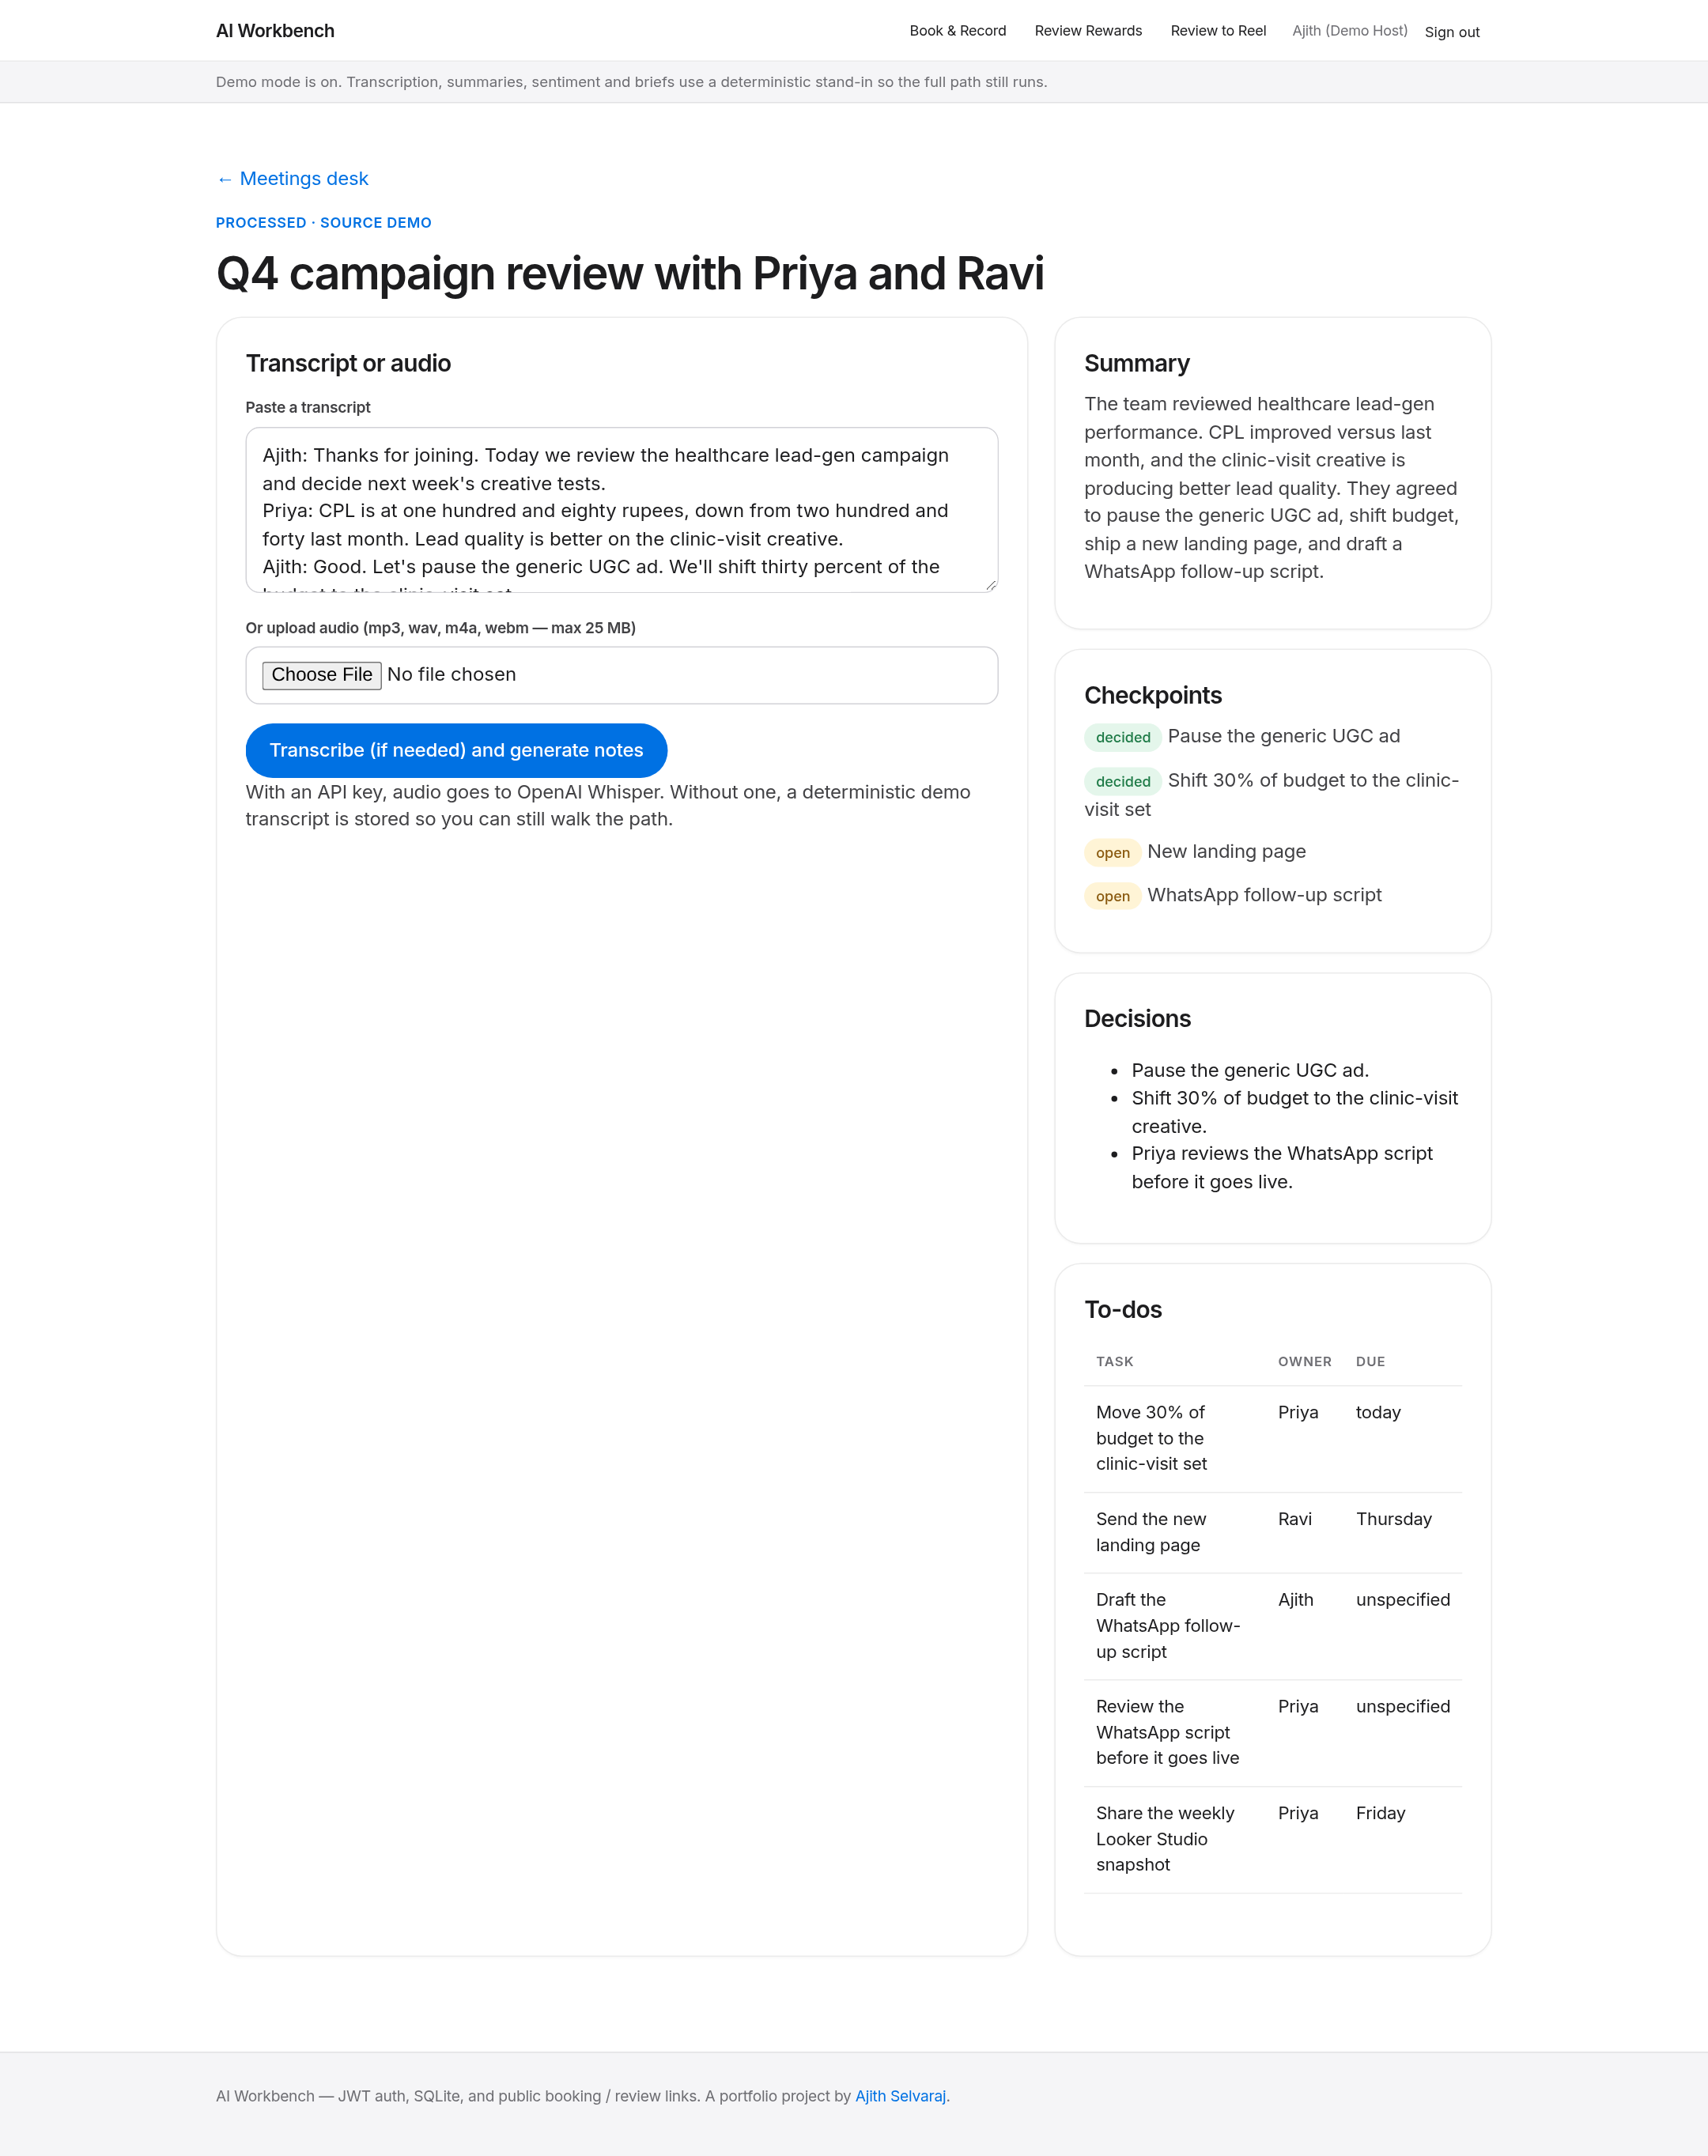 AI Workbench
Book & Record
Review Rewards
Review to Reel
Ajith (Demo Host)
Sign out
Demo mode is on. Transcription, summaries, sentiment and briefs use a deterministic stand-in so the full path still runs.
← Meetings desk
PROCESSED · SOURCE DEMO
Q4 campaign review with Priya and Ravi
Transcript or audio
Paste a transcript
Ajith: Thanks for joining. Today we review the healthcare lead-gen campaign
and decide next week's creative tests.
Priya: CPL is at one hundred and eighty rupees, down from two hundred and
forty last month. Lead quality is better on the clinic-visit creative.
Ajith: Good. Let's pause the generic UGC ad. We'll shift thirty percent of the
budget to the clinic-visit set.
Or upload audio (mp3, wav, m4a, webm — max 25 MB)
Choose File No file chosen
Transcribe (if needed) and generate notes
With an API key, audio goes to OpenAI Whisper. Without one, a deterministic demo
transcript is stored so you can still walk the path.
Summary
The team reviewed healthcare lead-gen
performance. CPL improved versus last
month, and the clinic-visit creative is
producing better lead quality. They agreed
to pause the generic UGC ad, shift budget,
ship a new landing page, and draft a
WhatsApp follow-up script.
Checkpoints
decided Pause the generic UGC ad
decided Shift 30% of budget to the clinic-
visit set
open New landing page
open WhatsApp follow-up script
Decisions
• Pause the generic UGC ad.
• Shift 30% of budget to the clinic-visit
creative.
• Priya reviews the WhatsApp script
before it goes live.
To-dos
TASK OWNER DUE
Move 30% of Priya today
budget to the
clinic-visit set
Send the new Ravi Thursday
landing page
Draft the Ajith unspecified
WhatsApp follow-
up script
Review the Priya unspecified
WhatsApp script
before it goes live
Share the weekly Priya Friday
Looker Studio
snapshot
AI Workbench — JWT auth, SQLite, and public booking / review links. A portfolio project by Ajith Selvaraj.